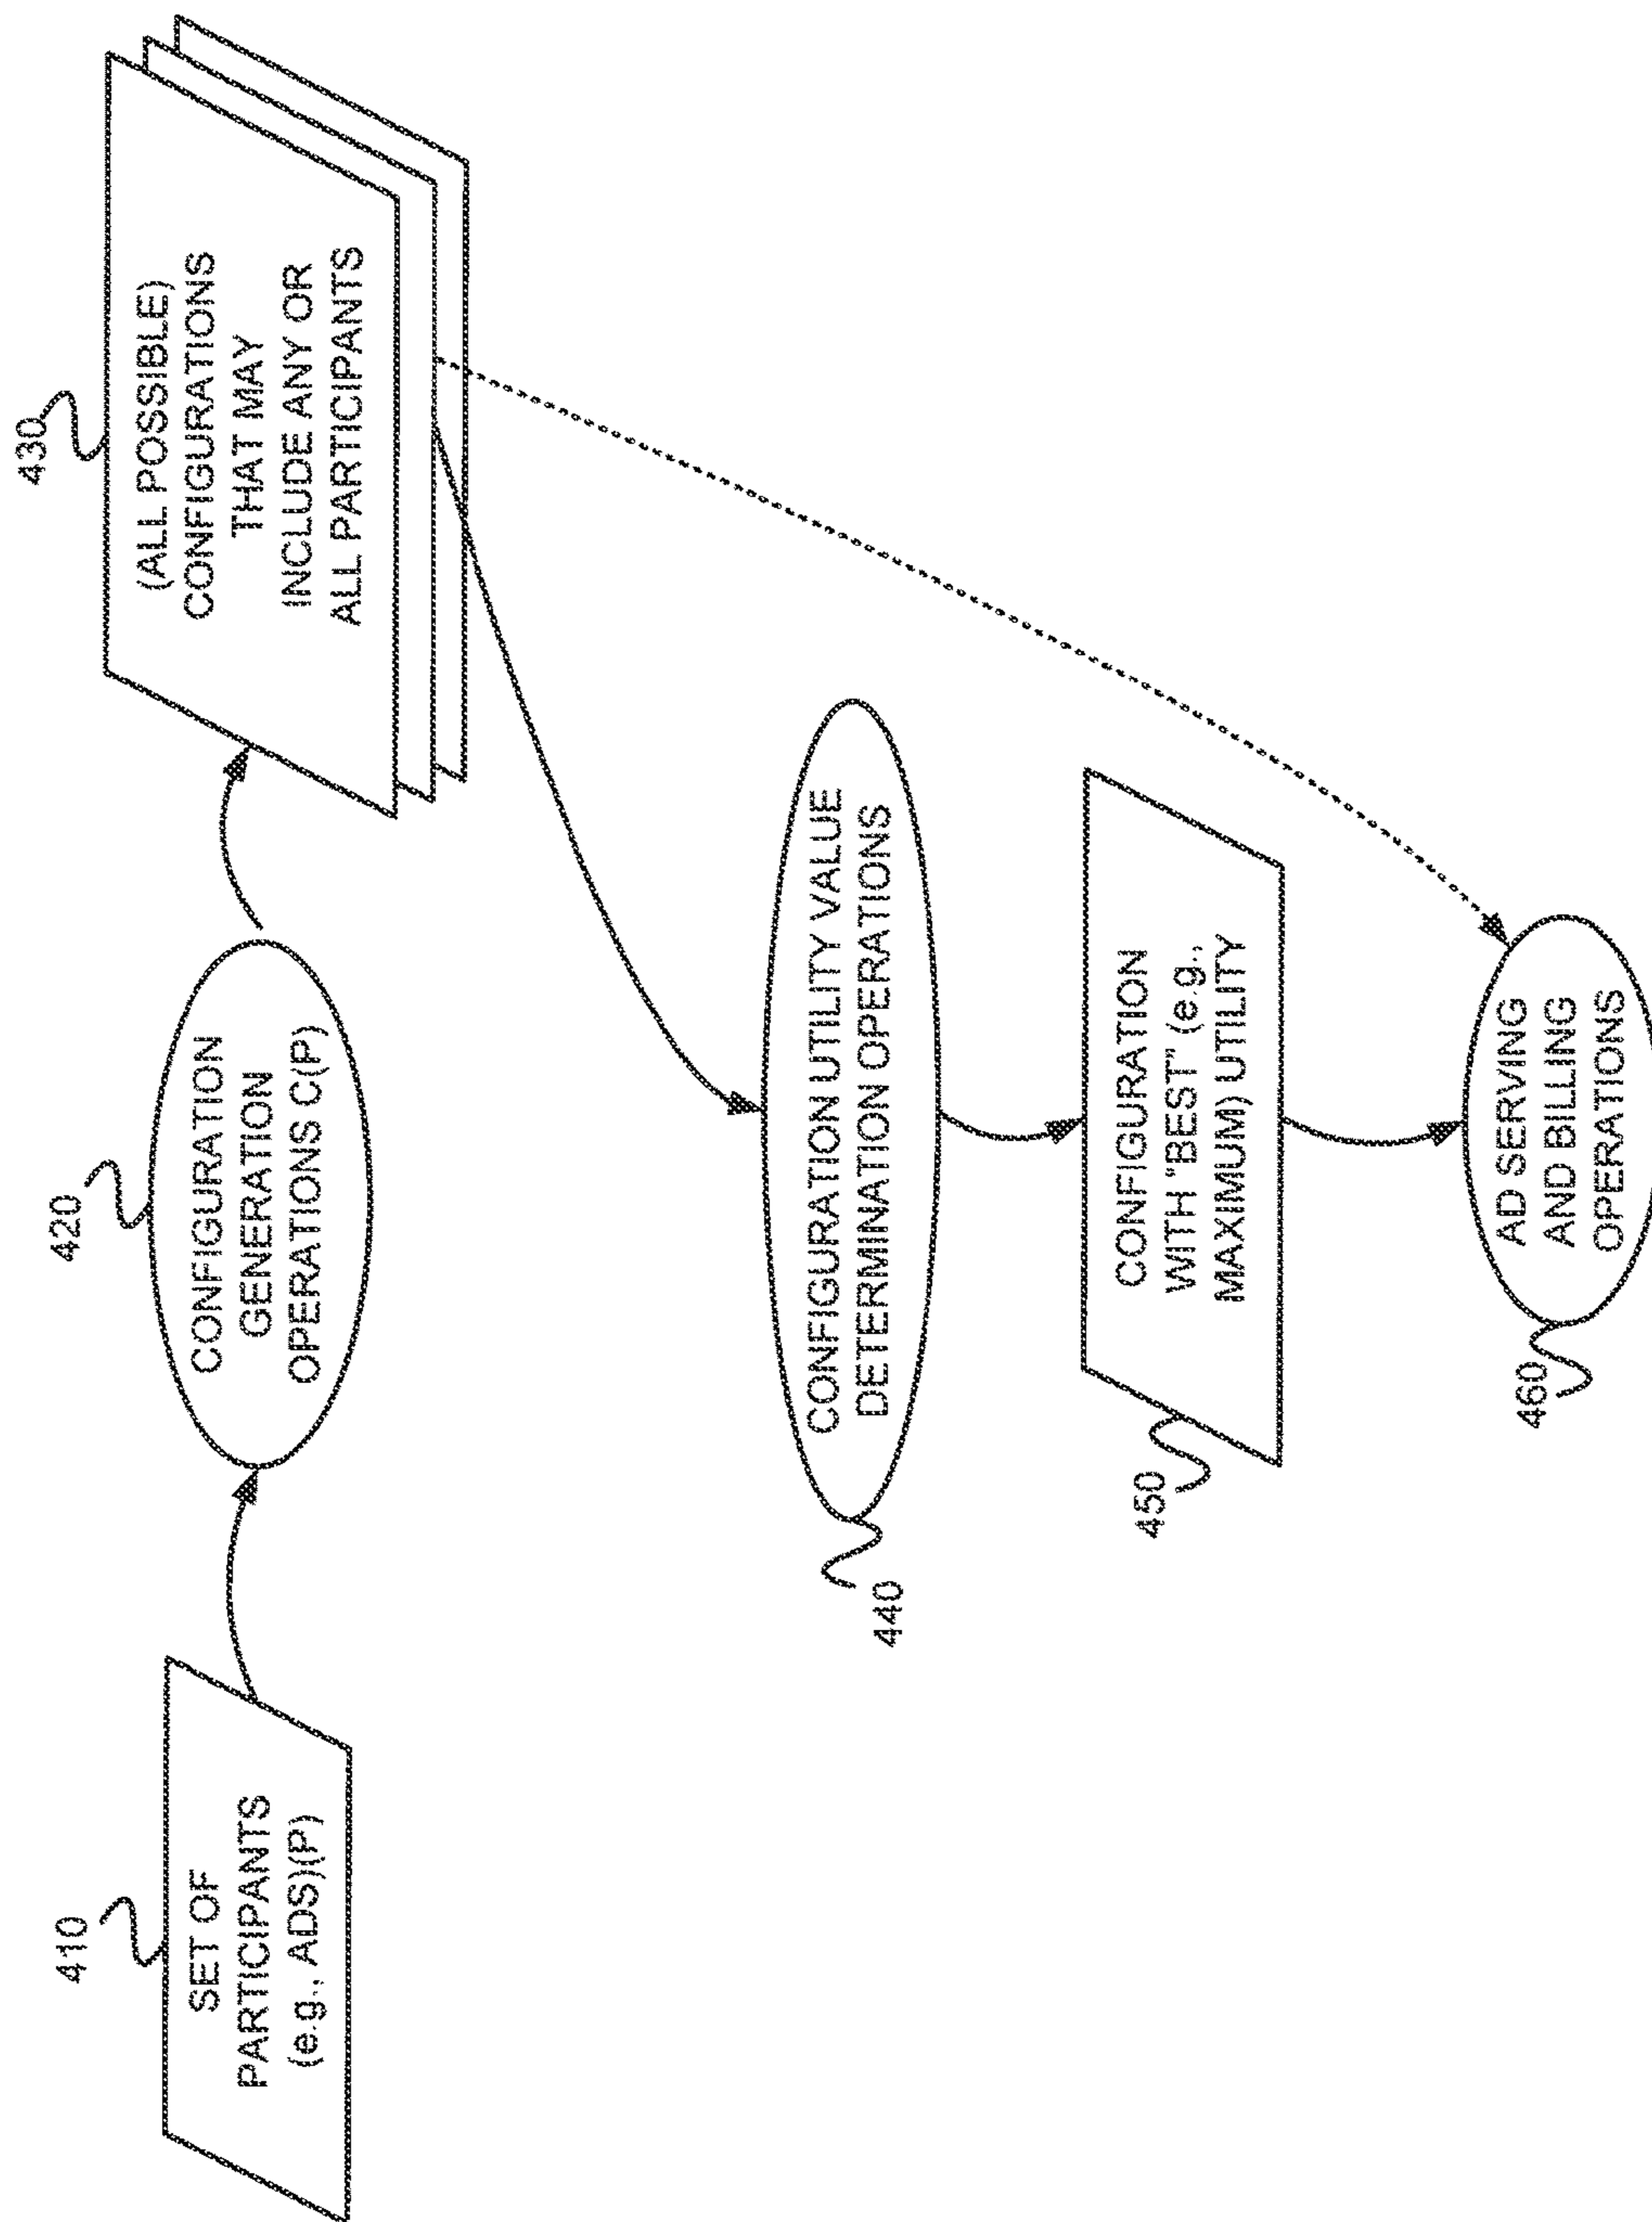 410
SET OF
PARTICIPANTS
(e.g., ADS)(P)
420
CONFIGURATION
GENERATION
OPERATIONS C(P)
430
(ALL POSSIBLE)
CONFIGURATIONS
THAT MAY
INCLUDE ANY OR
ALL PARTICIPANTS
440
CONFIGURATION UTILITY VALUE
DETERMINATION OPERATIONS
450
CONFIGURATION
WITH "BEST" (e.g.,
MAXIMUM) UTILITY
460
AD SERVING
AND BILLING
OPERATIONS